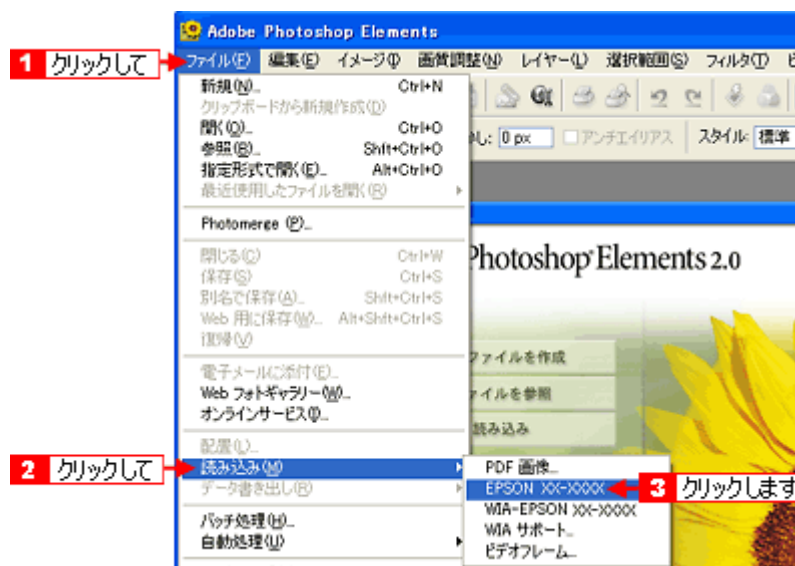 Adobe Photoshop Elements
1 クリックして
ファイル(F) 編集(E) イメージ(I) 画質調整(N) レイヤー(L) 選択範囲(S) フィルタ(T)
新規(N)... Ctrl+N
クリップボードから新規作成(D)
開く(O)... Ctrl+O
参照(B)... Shift+Ctrl+O
指定形式で開く(E)... Alt+Ctrl+O
最近使用したファイルを開く(R)
0 px アンチエイリアス スタイル: 標準
Photomerge (P)...
閉じる(C) Ctrl+W
保存(S) Ctrl+S
別名で保存(A)... Shift+Ctrl+S
Web 用に保存(W)... Alt+Shift+Ctrl+S
復帰(V)
Photoshop Elements 2.0
電子メールに添付(E)...
Web フォトギャラリー(W)...
オンラインサービス(D)...
ファイルを作成
ァイルを参照
読み込み
配置(L)...
2 クリックして
読み込み(M)
データ書き出し(R)
バッチ処理(H)...
自動処理(U)
PDF 画像...
EPSON XX-XXXX
3 クリックします
WIA-EPSON XX-XXXX
WIA サポート...
ビデオフレーム...